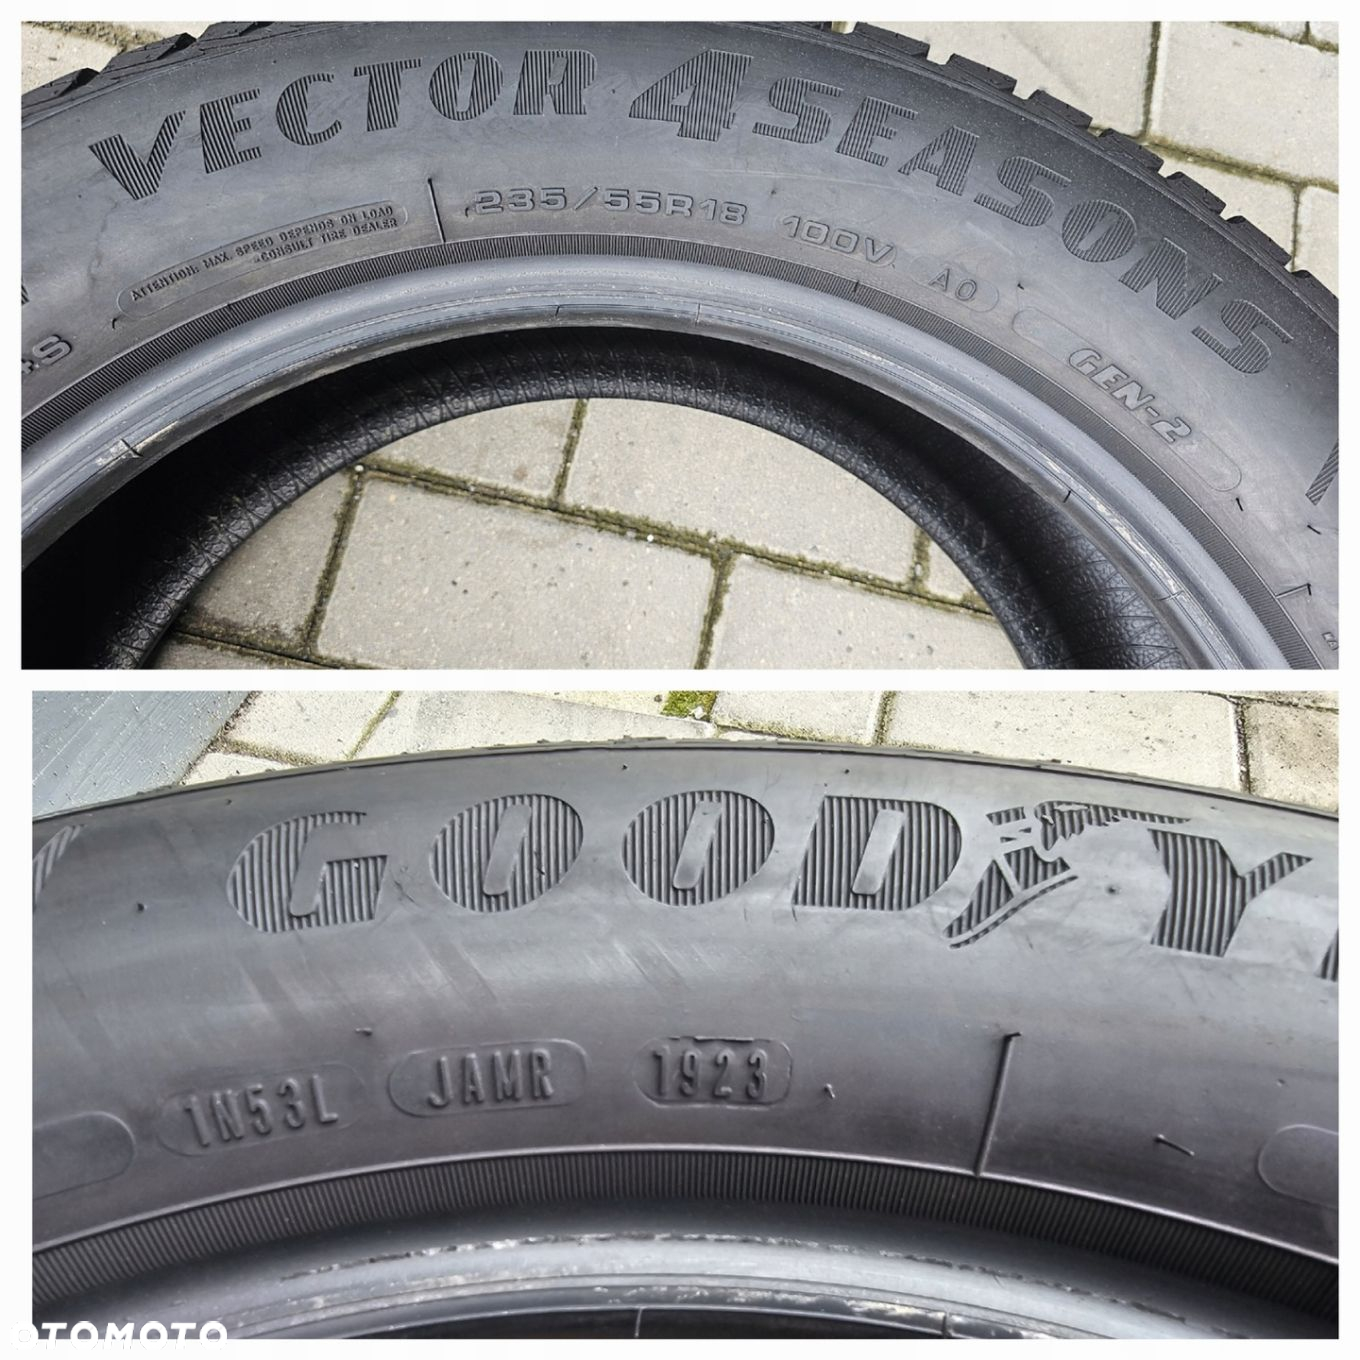 VECTOR 4SEASONS
235/55R18 100V AO
ATTENTION: MAX. SPEED DEPENDS ON LOAD
-CONSULT TIRE DEALER
GEN-2
GOODY
1N53L JAMR 1923
OTOMOTO